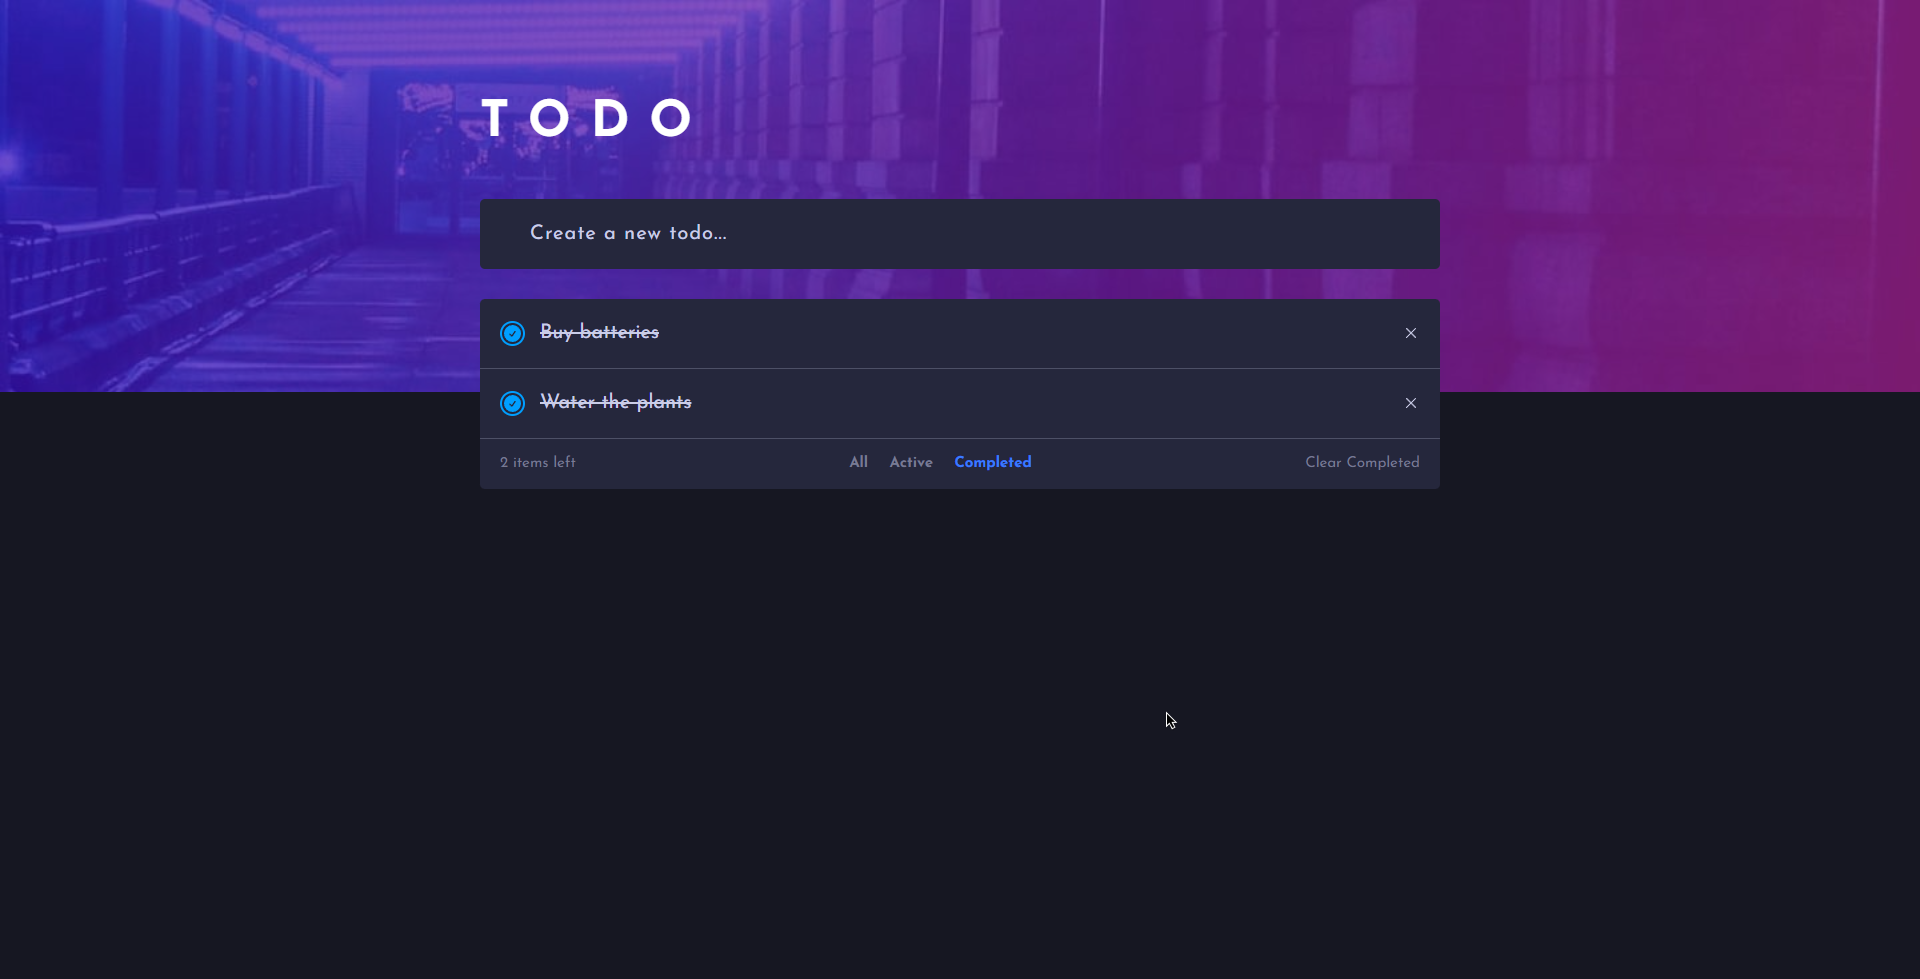 TODO
Create a new todo...
Buy batteries
Water the plants
2 items left All Active Completed Clear Completed